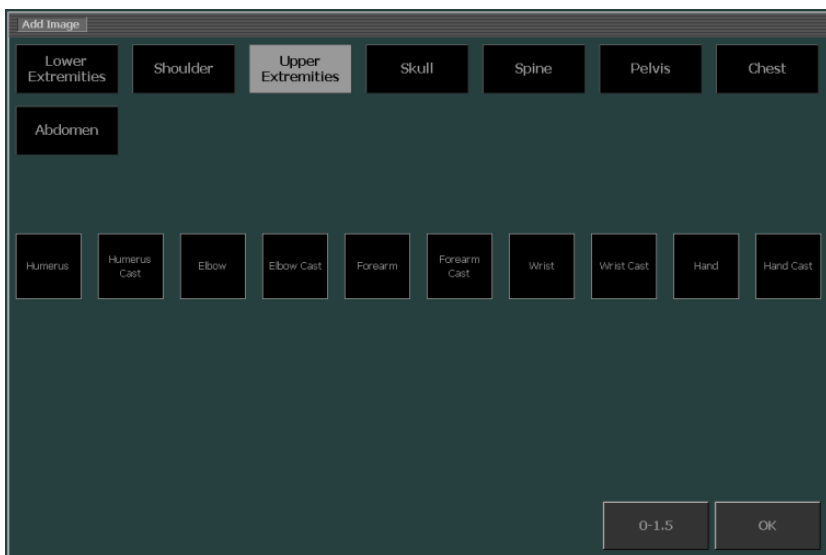 Add Image
Lower
Extremities
Shoulder
Upper
Extremities
Skull
Spine
Pelvis
Chest
Abdomen
Humerus
Humerus
Cast
Elbow
Elbow Cast
Forearm
Forearm
Cast
Wrist
Wrist Cast
Hand
Hand Cast
0-1.5
OK